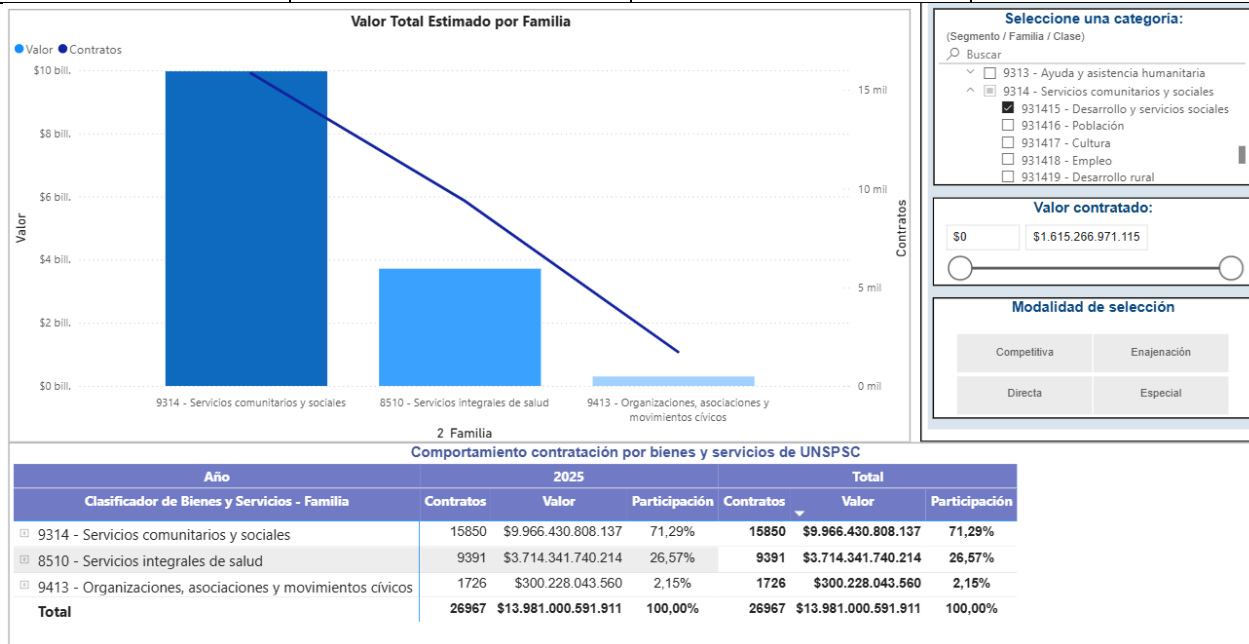 Valor Total Estimado por Familia
Valor Contratos
$10 bill.
$8 bill.
$6 bill.
$4 bill.
$2 bill.
$0 bill.
Valor
15 mil
10 mil
5 mil
0 mil
Contratos
9314 - Servicios comunitarios y sociales
8510 - Servicios integrales de salud
9413 - Organizaciones, asociaciones y
movimientos cívicos
2 Familia
Seleccione una categoría:
(Segmento / Familia / Clase)
Buscar
9313 - Ayuda y asistencia humanitaria
9314 - Servicios comunitarios y sociales
931415 - Desarrollo y servicios sociales
931416 - Población
931417 - Cultura
931418 - Empleo
931419 - Desarrollo rural
Valor contratado:
$0 $1.615.266.971.115
Modalidad de selección
Competitiva Enajenación
Directa Especial
Comportamiento contratación por bienes y servicios de UNSPSC
Año 2025 Total
Clasificador de Bienes y Servicios - Familia Contratos Valor Participación Contratos Valor Participación
9314 - Servicios comunitarios y sociales 15850 $9.966.430.808.137 71,29% 15850 $9.966.430.808.137 71,29%
8510 - Servicios integrales de salud 9391 $3.714.341.740.214 26,57% 9391 $3.714.341.740.214 26,57%
9413 - Organizaciones, asociaciones y movimientos cívicos 1726 $300.228.043.560 2,15% 1726 $300.228.043.560 2,15%
Total 26967 $13.981.000.591.911 100,00% 26967 $13.981.000.591.911 100,00%